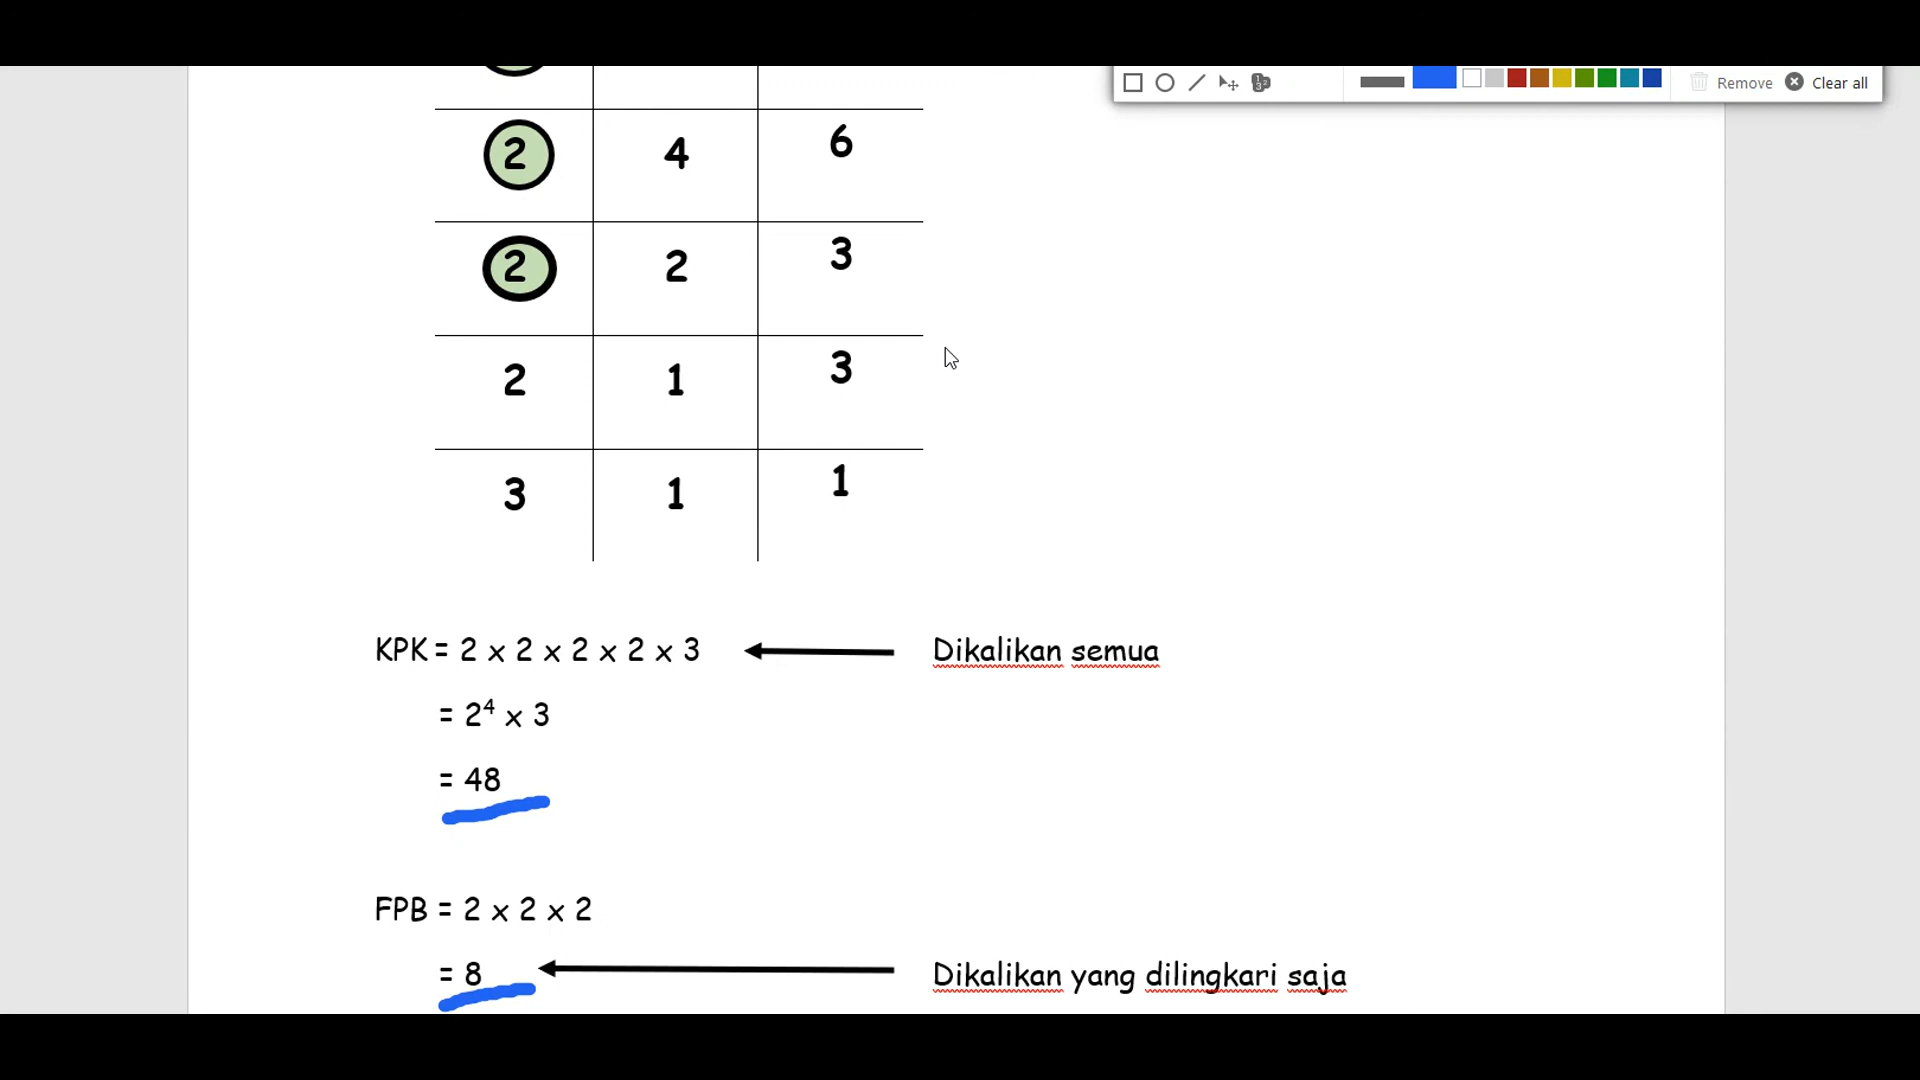 Remove Clear all
2 4 6
2 2 3
2 1 3
3 1 1
KPK = 2 x 2 x 2 x 2 x 3 Dikalikan semua
= 2⁴ x 3
= 48
FPB = 2 x 2 x 2
= 8 Dikalikan yang dilingkari saja